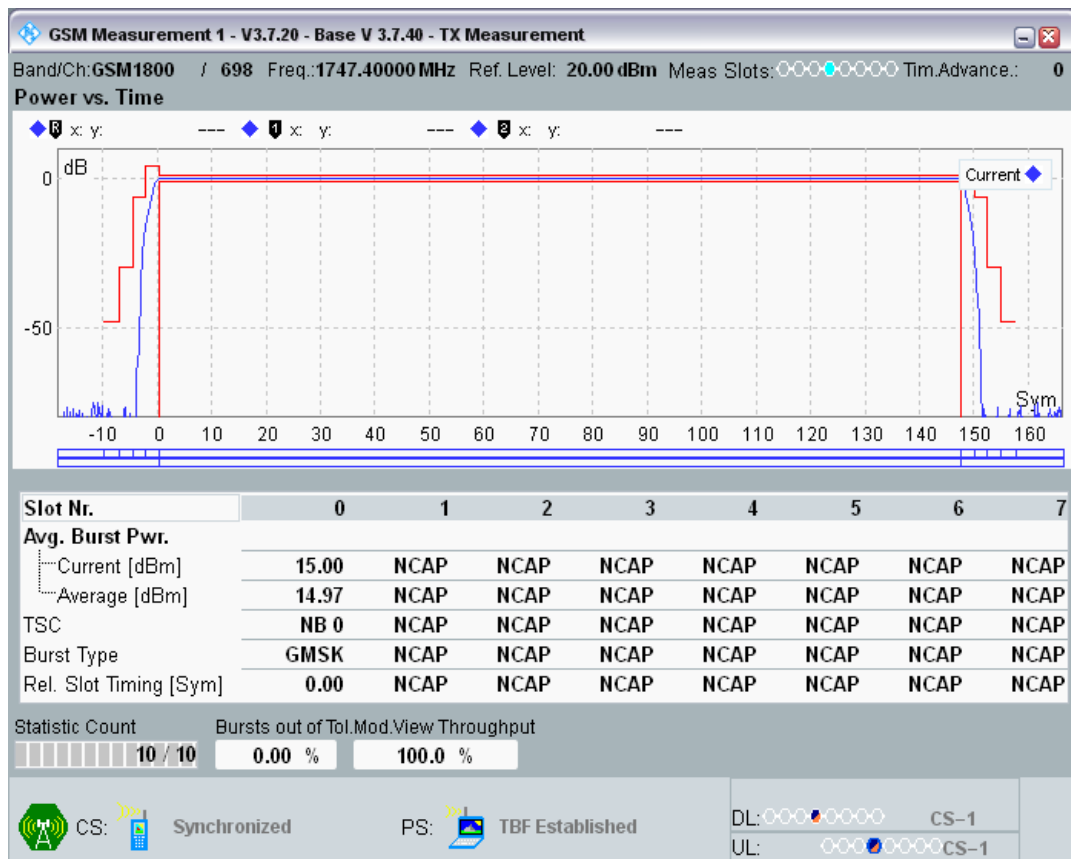 GSM Measurement 1 - V3.7.20 - Base V 3.7.40 - TX Measurement
Band/Ch:GSM1800 / 698 Freq.:1747.40000 MHz Ref. Level: 20.00 dBm Meas Slots: Tim.Advance.: 0
Power vs. Time
R x: y: --- 1 x: y: --- 2 x: y: ---
dB
Current
0
-50
Sym
-10 0 10 20 30 40 50 60 70 80 90 100 110 120 130 140 150 160
Slot Nr. 0 1 2 3 4 5 6 7
Avg. Burst Pwr.
Current [dBm] 15.00 NCAP NCAP NCAP NCAP NCAP NCAP NCAP
Average [dBm] 14.97 NCAP NCAP NCAP NCAP NCAP NCAP NCAP
TSC NB 0 NCAP NCAP NCAP NCAP NCAP NCAP NCAP
Burst Type GMSK NCAP NCAP NCAP NCAP NCAP NCAP NCAP
Rel. Slot Timing [Sym] 0.00 NCAP NCAP NCAP NCAP NCAP NCAP NCAP
Statistic Count Bursts out of Tol.Mod.View Throughput
10 / 10 0.00 % 100.0 %
CS: Synchronized PS: TBF Established
DL: CS-1
UL: CS-1